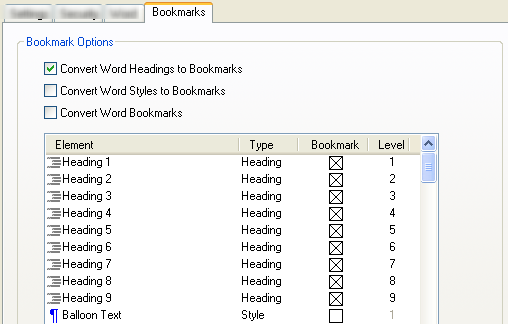 Bookmarks
Bookmark Options
Convert Word Headings to Bookmarks
Convert Word Styles to Bookmarks
Convert Word Bookmarks
Element Type Bookmark Level
Heading 1 Heading 1
Heading 2 Heading 2
Heading 3 Heading 3
Heading 4 Heading 4
Heading 5 Heading 5
Heading 6 Heading 6
Heading 7 Heading 7
Heading 8 Heading 8
Heading 9 Heading 9
¶ Balloon Text Style 1